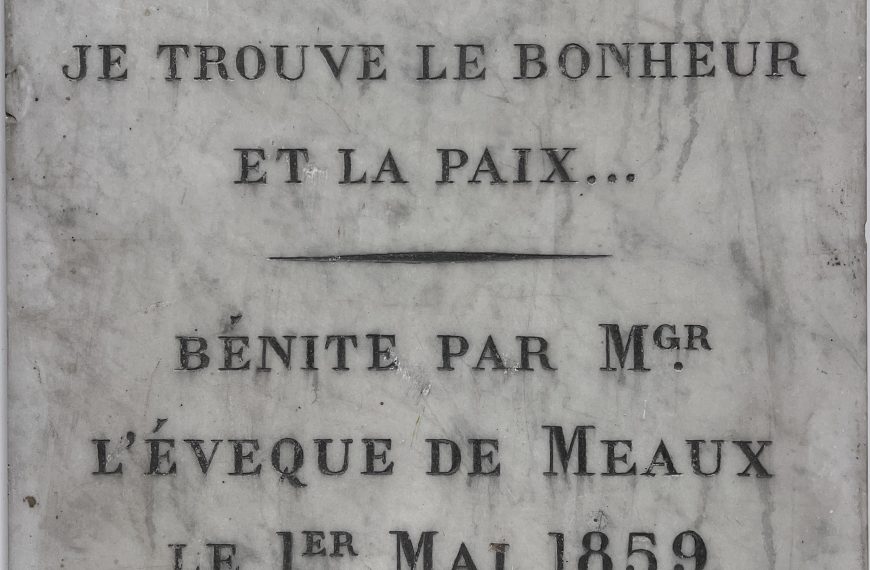 JE TROUVE LE BONHEUR
ET LA PAIX...
BÉNITE PAR MGR.
L'ÉVEQUE DE MEAUX
LE 1ER MAI 1859